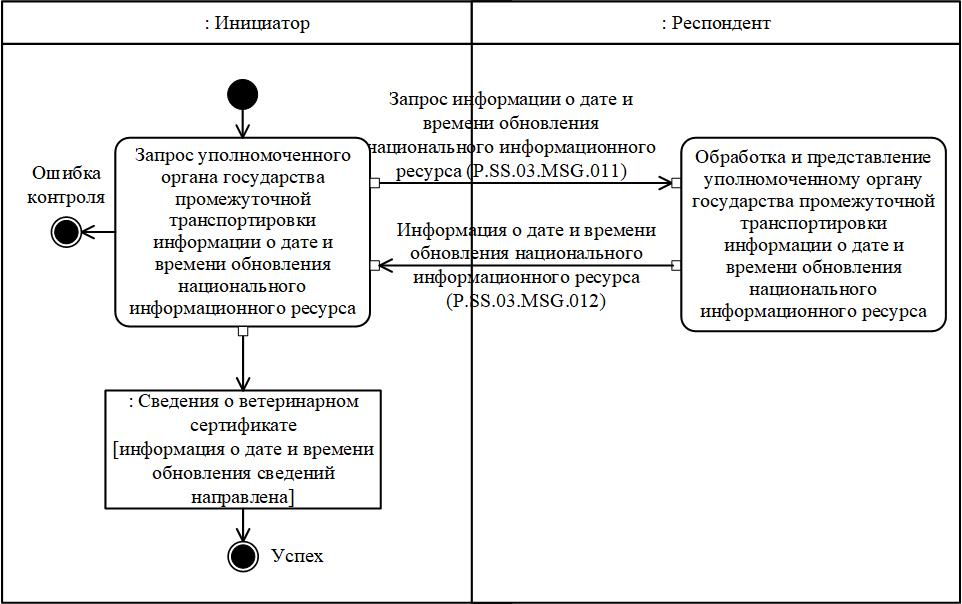 : Инициатор
: Респондент
Запрос информации о дате и
времени обновления
национального информационного
ресурса (P.SS.03.MSG.011)
Ошибка
контроля
Запрос уполномоченного
органа государства
промежуточной
транспортировки
информации о дате и
времени обновления
национального
информационного ресурса
Обработка и представление
уполномоченному органу
государства промежуточной
транспортировки
информации о дате и
времени обновления
национального
информационного ресурса
Информация о дате и времени
обновления национального
информационного ресурса
(P.SS.03.MSG.012)
: Сведения о ветеринарном
сертификате
[информация о дате и времени
обновления сведений
направлена]
Успех